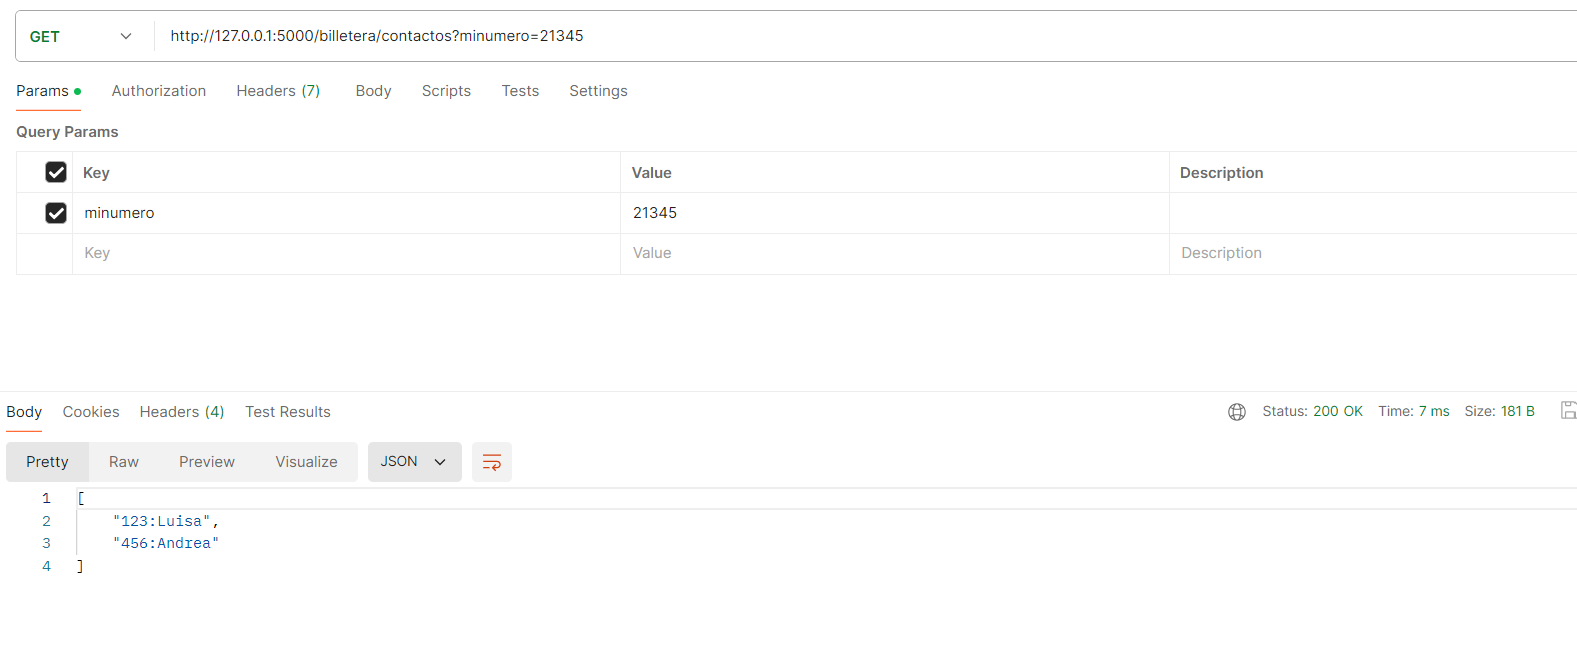 GET http://127.0.0.1:5000/billetera/contactos?minumero=21345
Params Authorization Headers (7) Body Scripts Tests Settings
Query Params
Key Value Description
minumero 21345
Key Value Description
Body Cookies Headers (4) Test Results Status: 200 OK Time: 7 ms Size: 181 B
Pretty Raw Preview Visualize JSON
1 [
2 "123:Luisa",
3 "456:Andrea"
4 ]